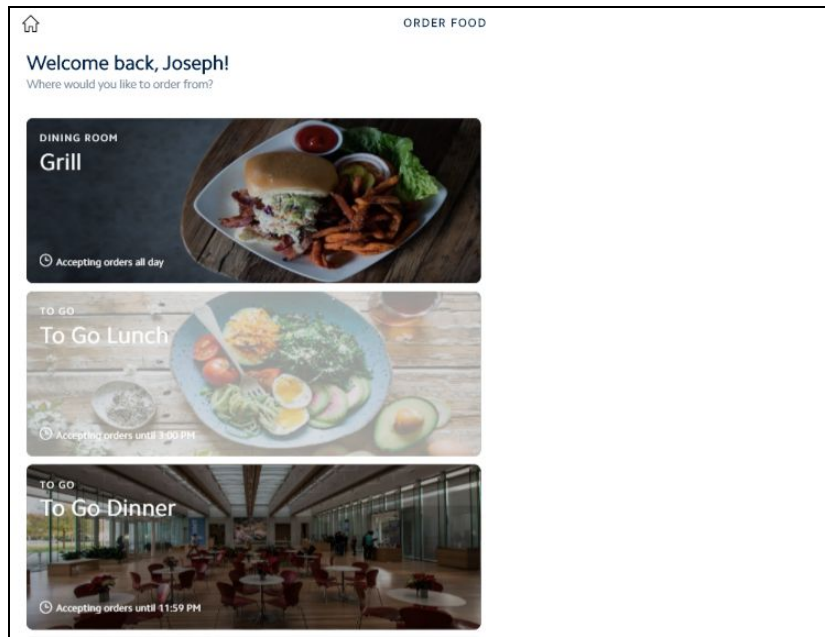 ORDER FOOD
Welcome back, Joseph!
Where would you like to order from?
DINING ROOM
Grill
Accepting orders all day
TO GO
To Go Lunch
Accepting orders until 3:00 PM
TO GO
To Go Dinner
Accepting orders until 11:59 PM